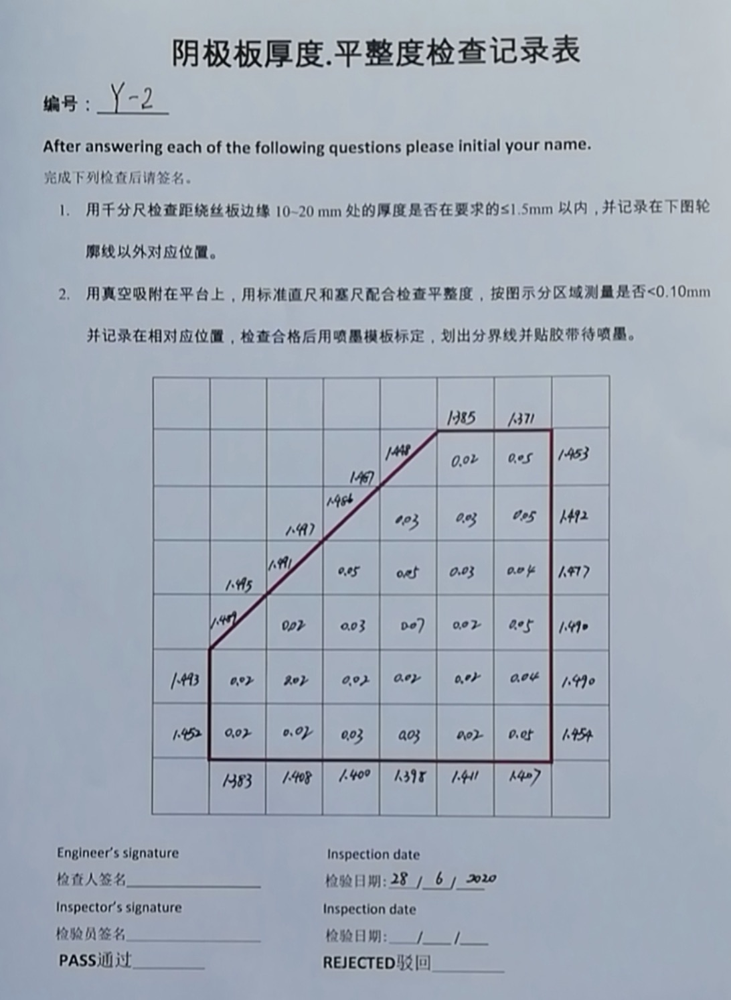 阴极板厚度.平整度检查记录表
编号：Y-2
After answering each of the following questions please initial your name.
完成下列检查后请签名。
1. 用千分尺检查距绕丝板边缘 10~20 mm 处的厚度是否在要求的≤1.5mm 以内，并记录在下图轮
廓线以外对应位置。
2. 用真空吸附在平台上，用标准直尺和塞尺配合检查平整度，按图示分区域测量是否<0.10mm
并记录在相对应位置，检查合格后用喷墨模板标定，划出分界线并贴胶带待喷墨。
1.385 1.371
1.448 0.02 0.05 1.453
1.467
1.486 0.03 0.03 0.05 1.492
1.497
1.491 0.05 0.05 0.03 0.04 1.477
1.495
1.489 0.02 0.03 0.07 0.02 0.05 1.490
1.493 0.02 0.02 0.02 0.02 0.02 0.04 1.490
1.452 0.02 0.02 0.03 0.03 0.02 0.05 1.454
1.383 1.408 1.400 1.398 1.411 1.407
Engineer's signature Inspection date
检查人签名 检验日期: 28 / 6 / 2020
Inspector's signature Inspection date
检验员签名 检验日期: / /
PASS通过 REJECTED驳回